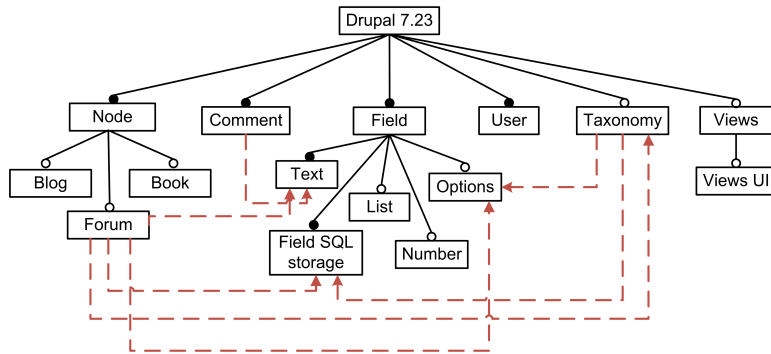 Drupal 7.23
Node
Comment
Field
User
Taxonomy
Views
Blog
Book
Text
List
Options
Views UI
Forum
Field SQL
storage
Number